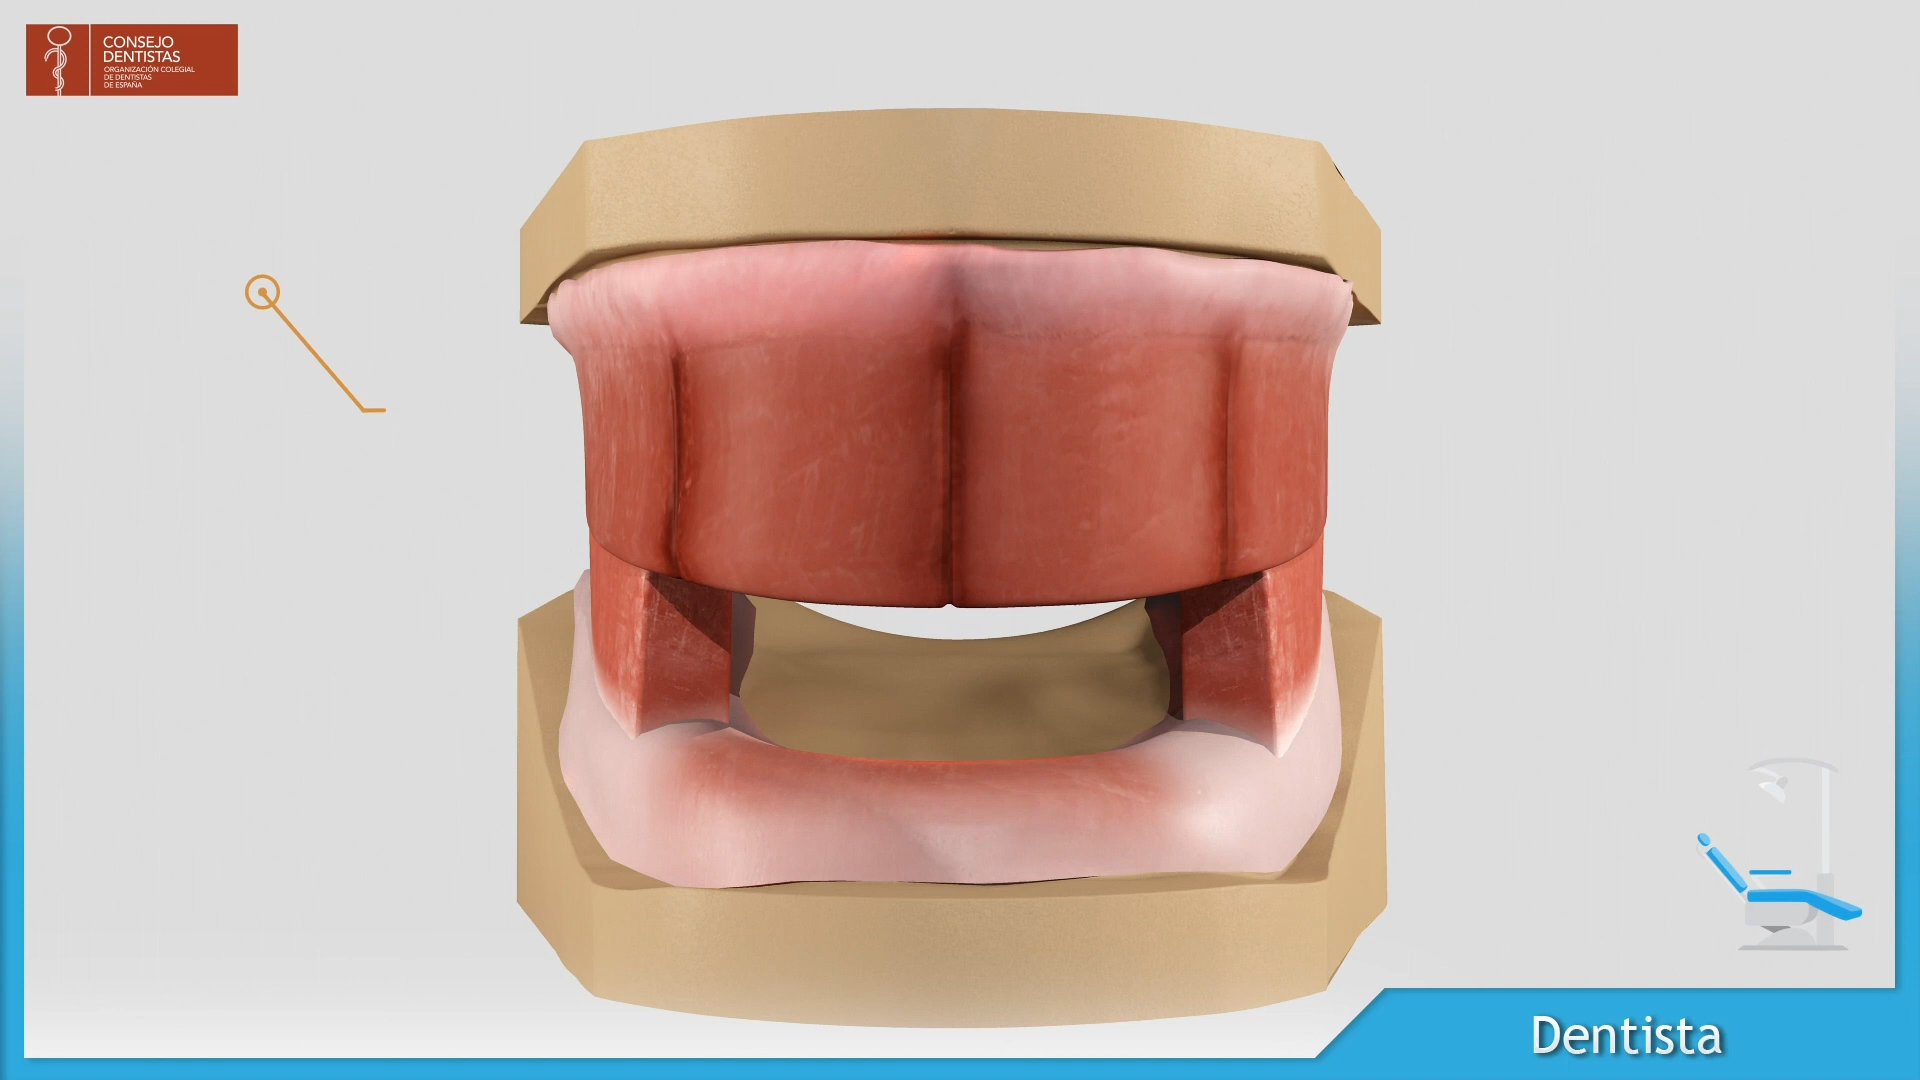 CONSEJO
DENTISTAS
ORGANIZACIÓN COLEGIAL
DE DENTISTAS
DE ESPAÑA
Dentista